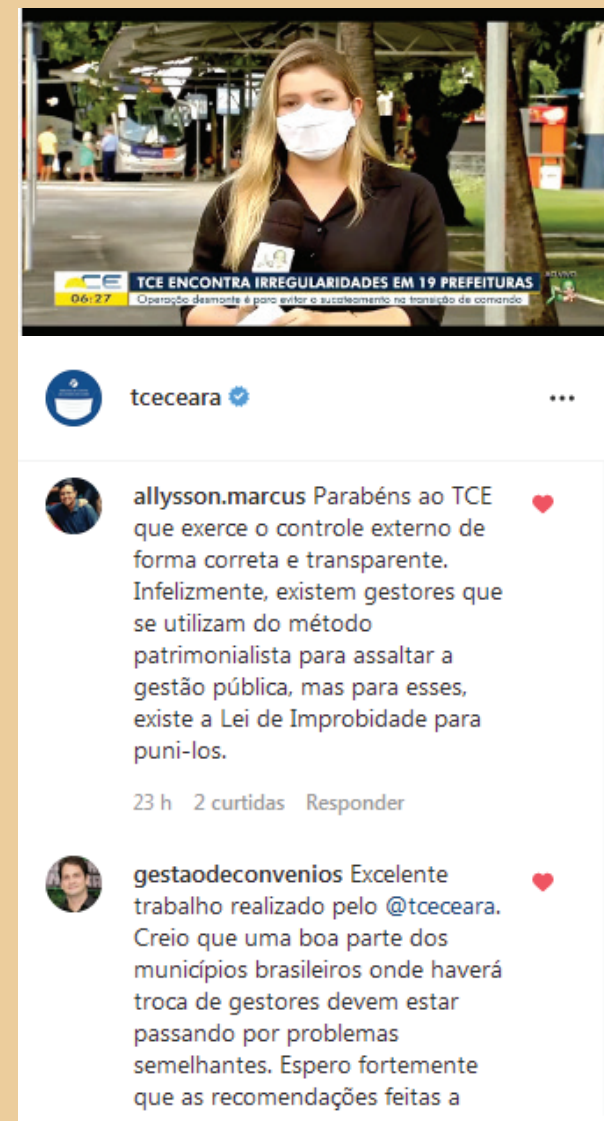 CE
06:27
TCE ENCONTRA IRREGULARIDADES EM 19 PREFEITURAS
Operação desmonte é para evitar o sucateamento na transição de comando
AO VIVO
tceceara
allysson.marcus Parabéns ao TCE
que exerce o controle externo de
forma correta e transparente.
Infelizmente, existem gestores que
se utilizam do método
patrimonialista para assaltar a
gestão pública, mas para esses,
existe a Lei de Improbidade para
puni-los.
23 h 2 curtidas Responder
gestaodeconvenios Excelente
trabalho realizado pelo @tceceara.
Creio que uma boa parte dos
municípios brasileiros onde haverá
troca de gestores devem estar
passando por problemas
semelhantes. Espero fortemente
que as recomendações feitas a